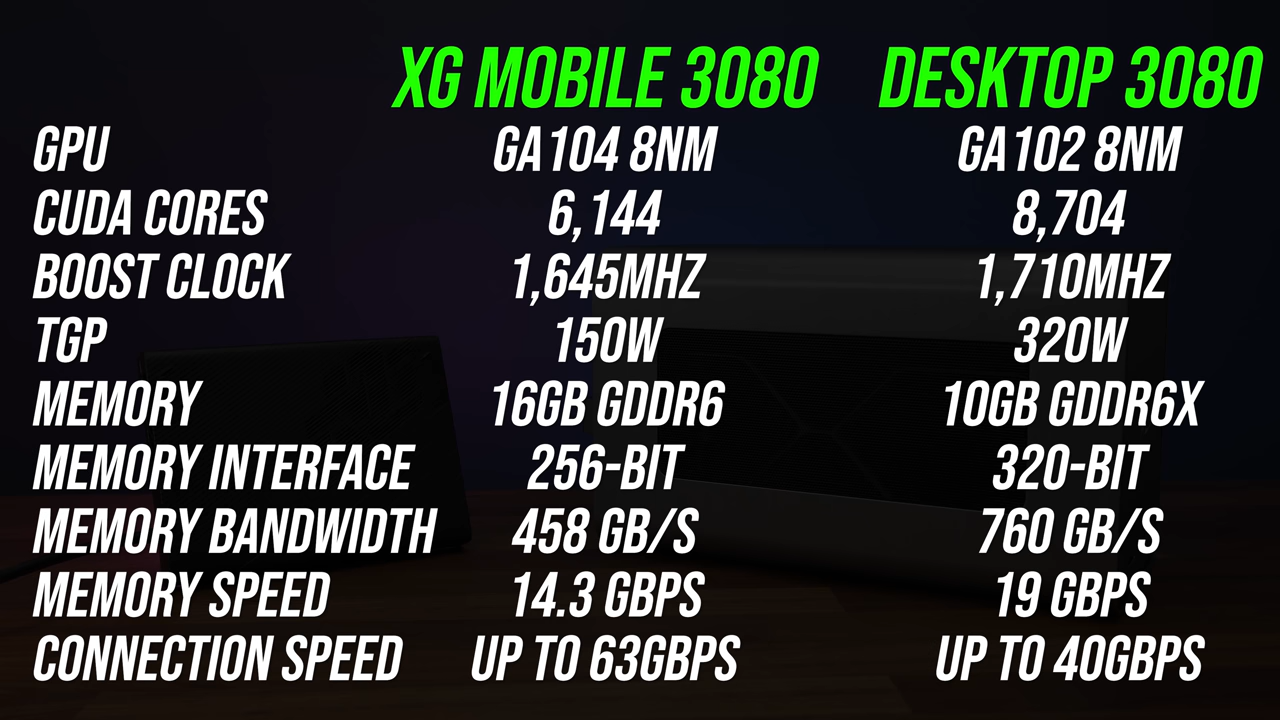 XG MOBILE 3080 DESKTOP 3080
GPU GA104 8NM GA102 8NM
CUDA CORES 6,144 8,704
BOOST CLOCK 1,645MHZ 1,710MHZ
TGP 150W 320W
MEMORY 16GB GDDR6 10GB GDDR6X
MEMORY INTERFACE 256-BIT 320-BIT
MEMORY BANDWIDTH 458 GB/S 760 GB/S
MEMORY SPEED 14.3 GBPS 19 GBPS
CONNECTION SPEED UP TO 63GBPS UP TO 40GBPS